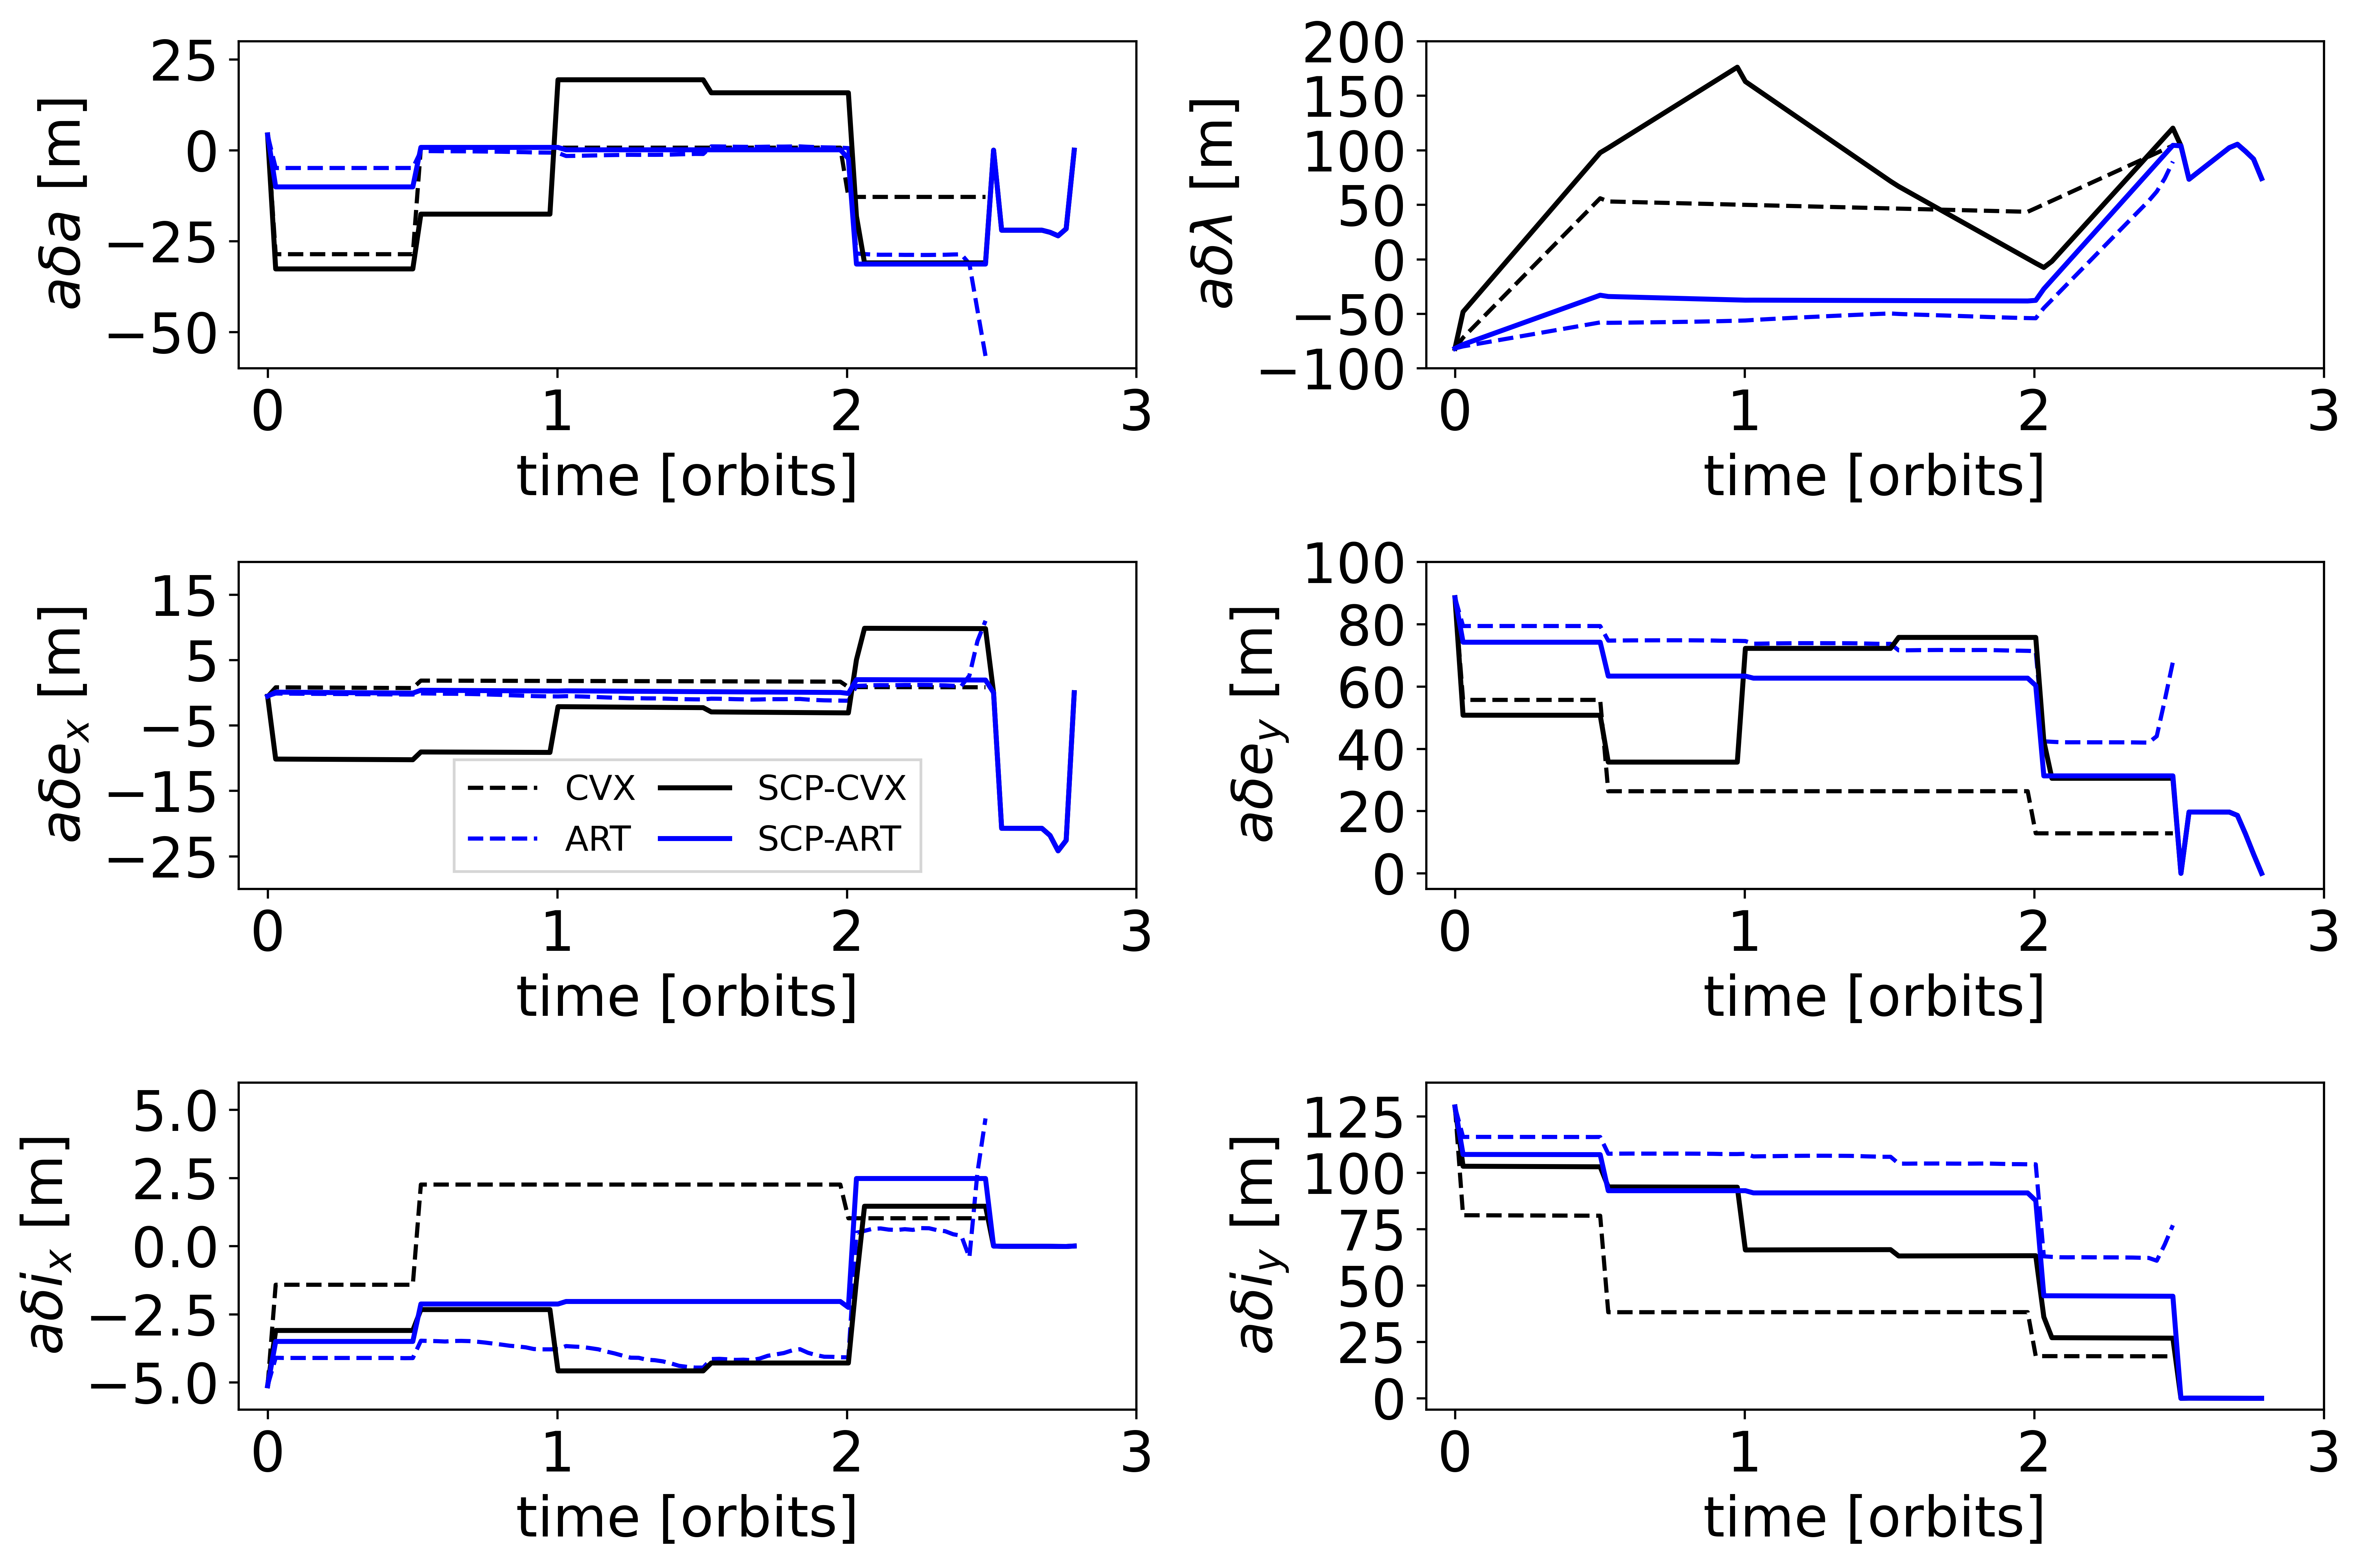 25
0
−25
−50
aδa [m]
0 1 2 3
time [orbits]
200
150
100
50
0
−50
−100
aδλ [m]
0 1 2 3
time [orbits]
15
5
−5
−15
−25
aδeₓ [m]
CVX SCP-CVX
ART SCP-ART
0 1 2 3
time [orbits]
100
80
60
40
20
0
aδe_y [m]
0 1 2 3
time [orbits]
5.0
2.5
0.0
−2.5
−5.0
aδiₓ [m]
0 1 2 3
time [orbits]
125
100
75
50
25
0
aδi_y [m]
0 1 2 3
time [orbits]